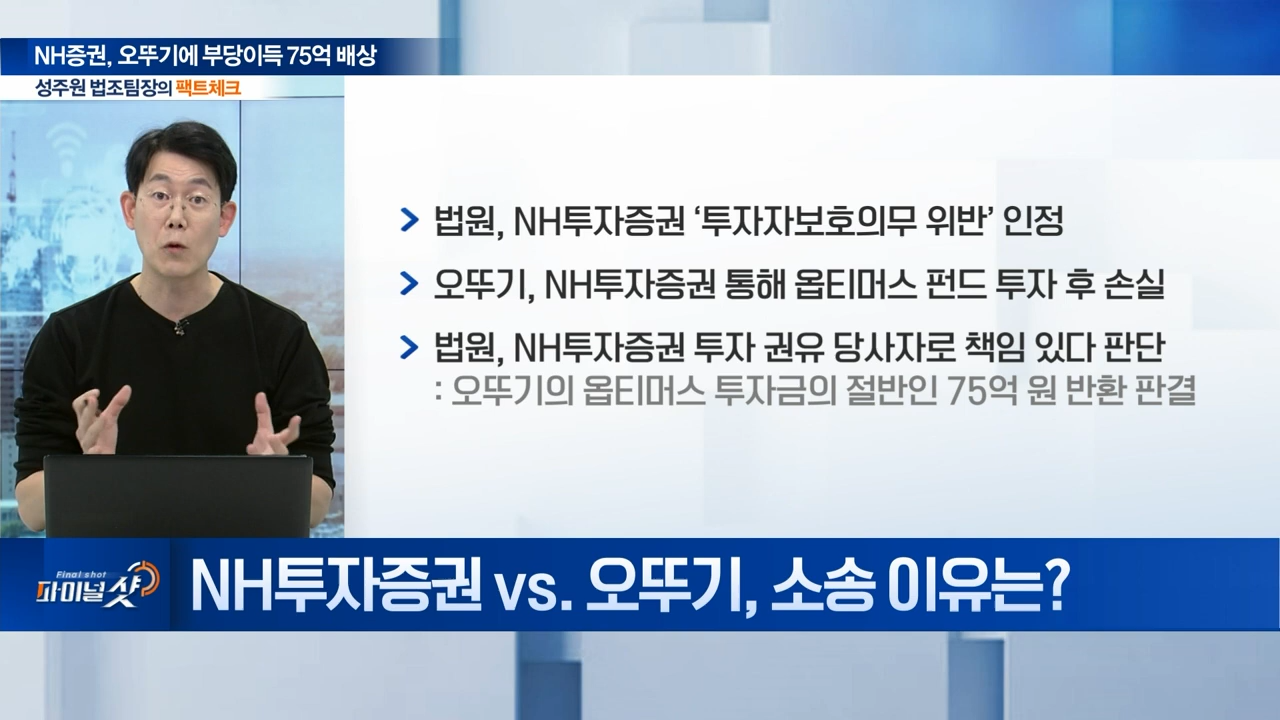 NH증권, 오뚜기에 부당이득 75억 배상
성주원 법조팀장의 팩트체크
법원, NH투자증권 ‘투자자보호의무 위반’ 인정
오뚜기, NH투자증권 통해 옵티머스 펀드 투자 후 손실
법원, NH투자증권 투자 권유 당사자로 책임 있다 판단
: 오뚜기의 옵티머스 투자금의 절반인 75억 원 반환 판결
Final shot
파이널 샷
NH투자증권 vs. 오뚜기, 소송 이유는?